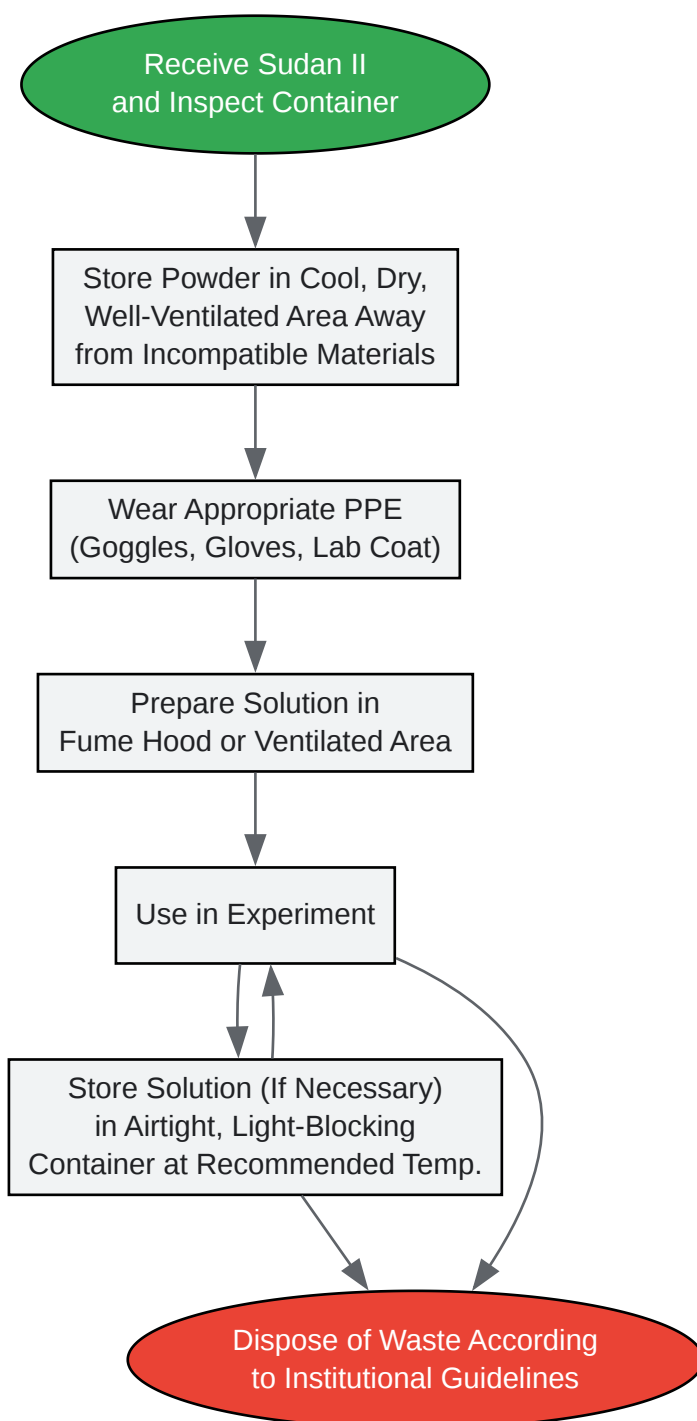 Receive Sudan II
and Inspect Container
Store Powder in Cool, Dry,
Well-Ventilated Area Away
from Incompatible Materials
Wear Appropriate PPE
(Goggles, Gloves, Lab Coat)
Prepare Solution in
Fume Hood or Ventilated Area
Use in Experiment
Store Solution (If Necessary)
in Airtight, Light-Blocking
Container at Recommended Temp.
Dispose of Waste According
to Institutional Guidelines